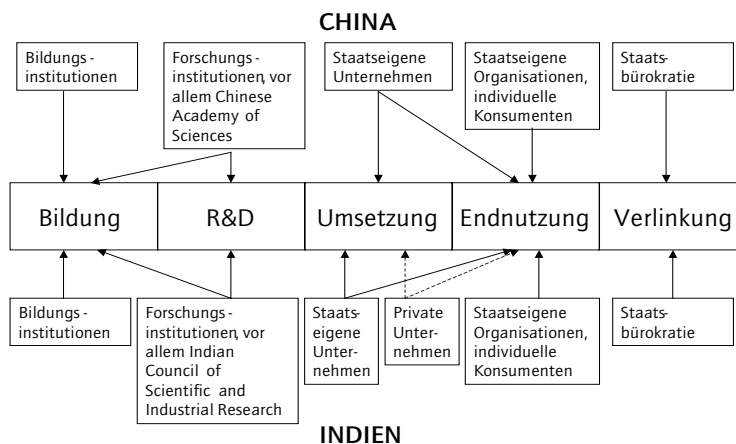 CHINA
Bildungs-
institutionen
Forschungs-
institutionen, vor
allem Chinese
Academy of
Sciences
Staatseigene
Unternehmen
Staatseigene
Organisationen,
individuelle
Konsumenten
Staats-
bürokratie
Bildung
R&D
Umsetzung
Endnutzung
Verlinkung
Bildungs-
institutionen
Forschungs-
institutionen, vor
allem Indian
Council of
Scientific and
Industrial Research
Staats-
eigene
Unter-
nehmen
Private
Unter-
nehmen
Staatseigene
Organisationen,
individuelle
Konsumenten
Staats-
bürokratie
INDIEN